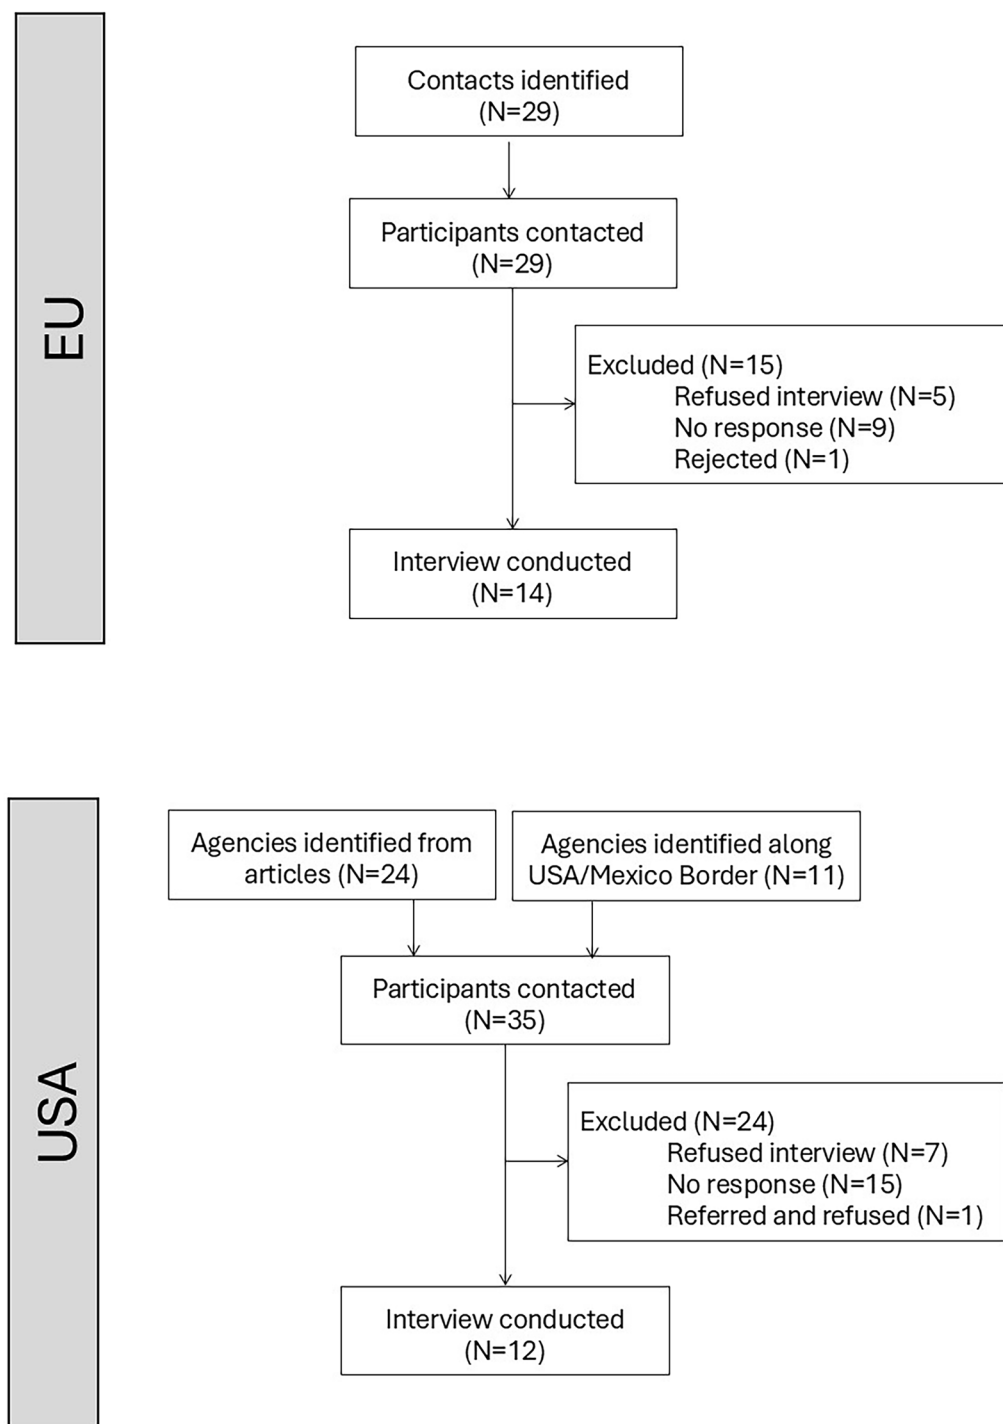 EU
Contacts identified
(N=29)
Participants contacted
(N=29)
Excluded (N=15)
Refused interview (N=5)
No response (N=9)
Rejected (N=1)
Interview conducted
(N=14)
USA
Agencies identified from
articles (N=24)
Agencies identified along
USA/Mexico Border (N=11)
Participants contacted
(N=35)
Excluded (N=24)
Refused interview (N=7)
No response (N=15)
Referred and refused (N=1)
Interview conducted
(N=12)